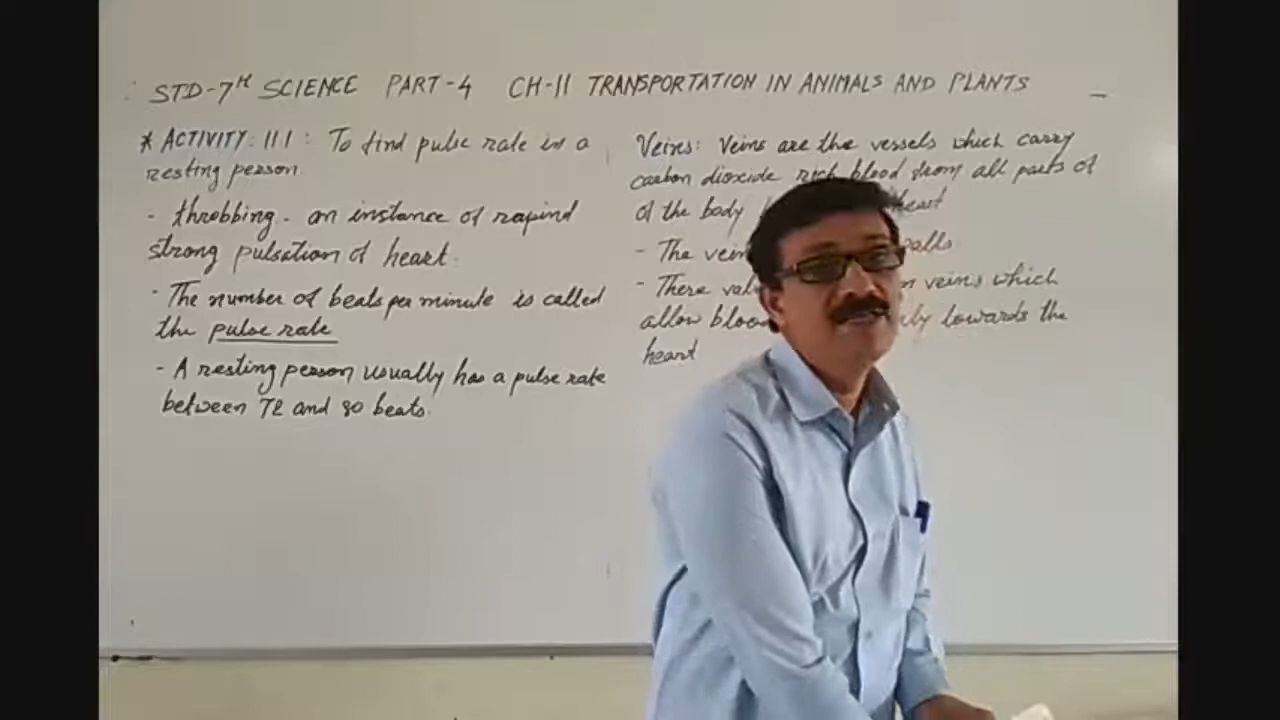 STD-7TH SCIENCE PART-4 CH-11 TRANSPORTATION IN ANIMALS AND PLANTS
* ACTIVITY: 11.1: To find pulse rate in a
resting person
- throbbing - an instance of rapind
strong pulsation of heart.
- The number of beats per minute is called
the pulse rate
- A resting person usually has a pulse rate
between 72 and 80 beats.
Veins: Veins are the vessels which carry
carbon dioxide rich blood from all parts of
of the body heart
- The vein walls
- There veins which
allow blood towards the
heart